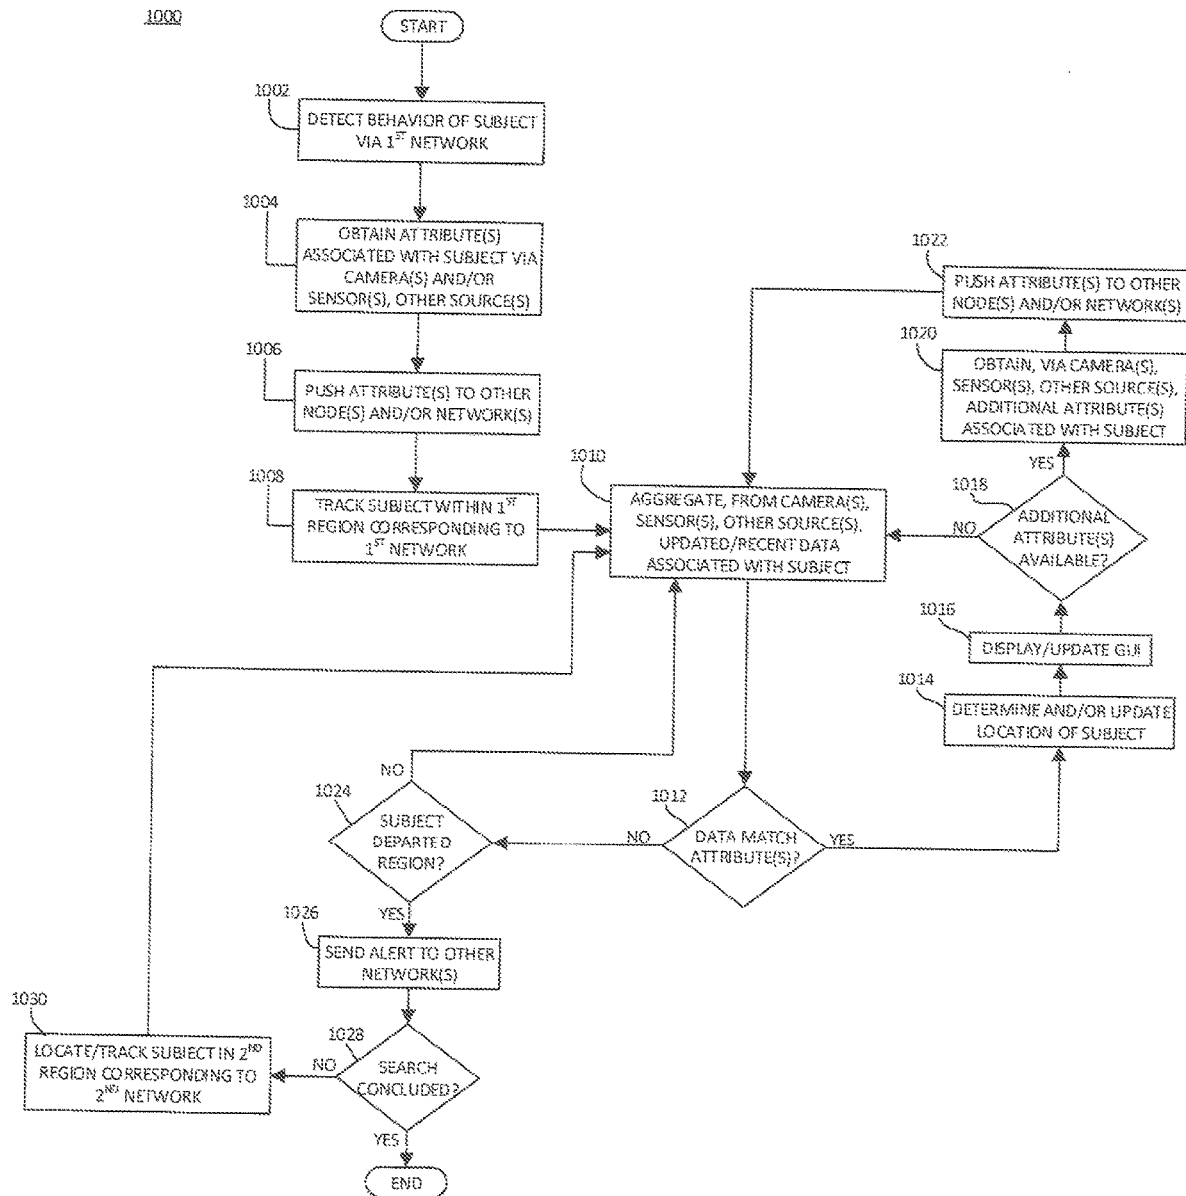 1000
START
1002
DETECT BEHAVIOR OF SUBJECT
VIA 1ST NETWORK
1004
OBTAIN ATTRIBUTE(S)
ASSOCIATED WITH SUBJECT VIA
CAMERA(S) AND/OR
SENSOR(S), OTHER SOURCE(S)
1006
PUSH ATTRIBUTE(S) TO OTHER
NODE(S) AND/OR NETWORK(S)
1008
TRACK SUBJECT WITHIN 1ST
REGION CORRESPONDING TO
1ST NETWORK
1010
AGGREGATE, FROM CAMERA(S),
SENSOR(S), OTHER SOURCE(S),
UPDATED/RECENT DATA
ASSOCIATED WITH SUBJECT
1012
DATA MATCH
ATTRIBUTE(S)?
YES
NO
1014
DETERMINE AND/OR UPDATE
LOCATION OF SUBJECT
1016
DISPLAY/UPDATE GUI
1018
ADDITIONAL
ATTRIBUTE(S)
AVAILABLE?
NO
YES
1020
OBTAIN, VIA CAMERA(S),
SENSOR(S), OTHER SOURCE(S),
ADDITIONAL ATTRIBUTE(S)
ASSOCIATED WITH SUBJECT
1022
PUSH ATTRIBUTE(S) TO OTHER
NODE(S) AND/OR NETWORK(S)
1024
SUBJECT
DEPARTED
REGION?
NO
YES
1026
SEND ALERT TO OTHER
NETWORK(S)
1028
SEARCH
CONCLUDED?
NO
YES
1030
LOCATE/TRACK SUBJECT IN 2ND
REGION CORRESPONDING TO
2ND NETWORK
END